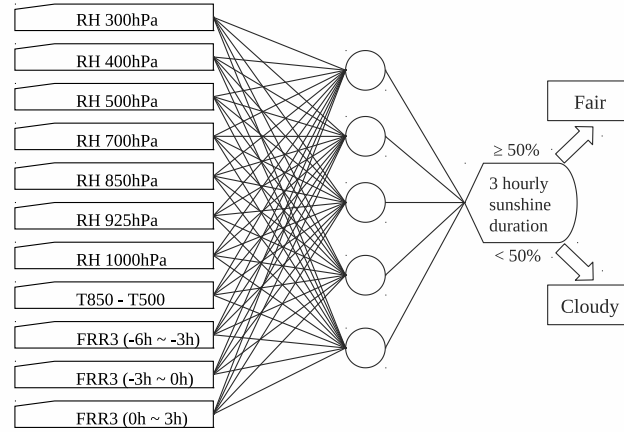 RH 300hPa
RH 400hPa
RH 500hPa
RH 700hPa
RH 850hPa
RH 925hPa
RH 1000hPa
T850 - T500
FRR3 (-6h ~ -3h)
FRR3 (-3h ~ 0h)
FRR3 (0h ~ 3h)
≥ 50%
3 hourly
sunshine
duration
< 50%
Fair
Cloudy